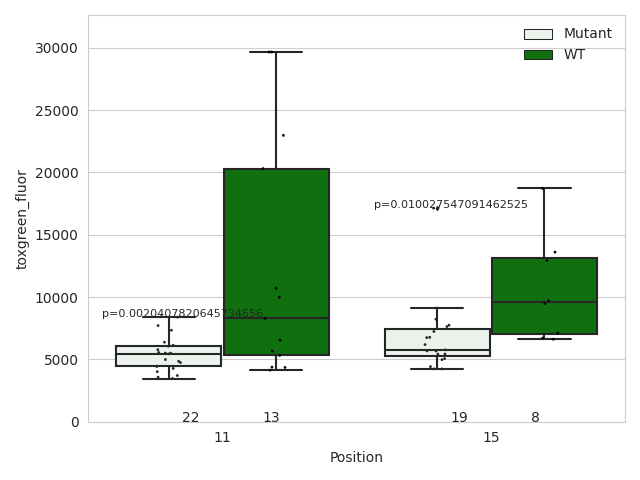 Mutant
WT
30000
25000
20000
15000
10000
5000
0
toxgreen_fluor
p=0.0020407820645734656
p=0.010027547091462525
22 13 19 8
11 15
Position